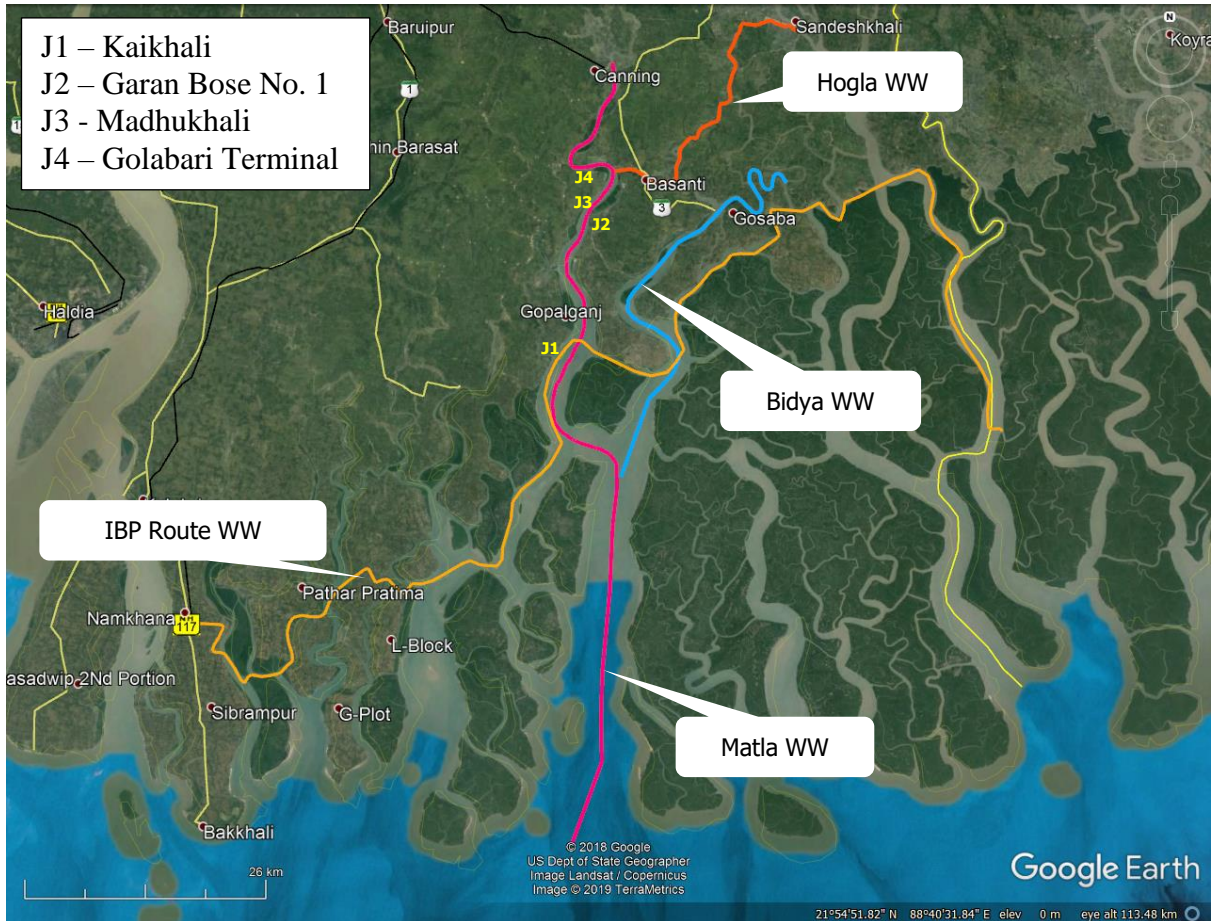 J1 – Kaikhali
J2 – Garan Bose No. 1
J3 - Madhukhali
J4 – Golabari Terminal
Baruipur
Sandeshkhali
N
Canning
Hogla WW
1
1
J4
Basanti
J3
3
J2
Gosaba
Haldia
Gopalganj
J1
Bidya WW
IBP Route WW
Pathar Pratima
Namkhana
117
L-Block
2Nd Portion
Sibrampur
G-Plot
Matla WW
Bakkhali
26 km
© 2018 Google
US Dept of State Geographer
Image Landsat / Copernicus
Image © 2019 TerraMetrics
Google Earth
21°54'51.82" N 88°40'31.84" E elev 0 m eye alt 113.48 km